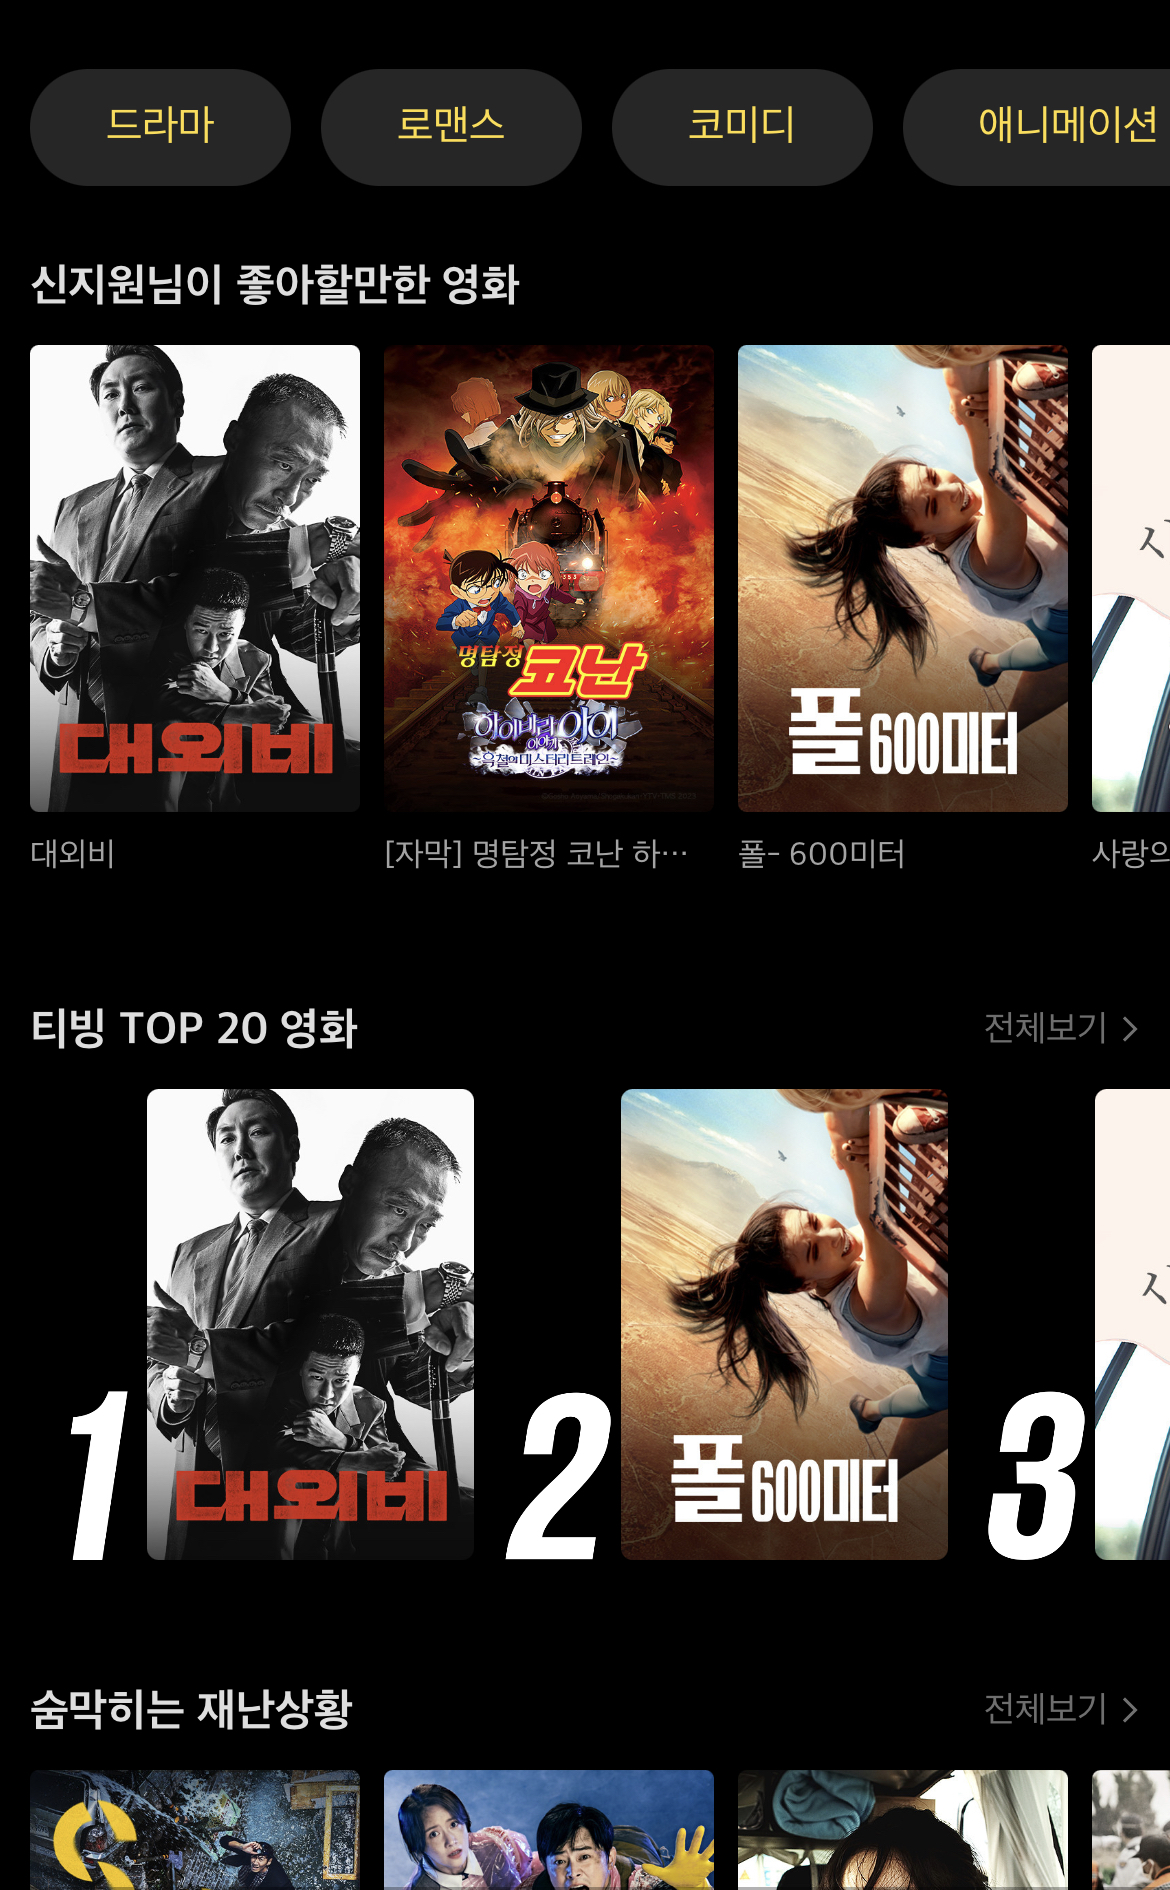 드라마 로맨스 코미디 애니메이션
신지원님이 좋아할만한 영화
대외비
명탐정 코난
하이바라 아이
이야기
~흑철의 미스터리 트레인~
폴 600미터
대외비 [자막] 명탐정 코난 하… 폴- 600미터 사랑의
티빙 TOP 20 영화 전체보기 >
1
대외비
2
폴 600미터
3
숨막히는 재난상황 전체보기 >